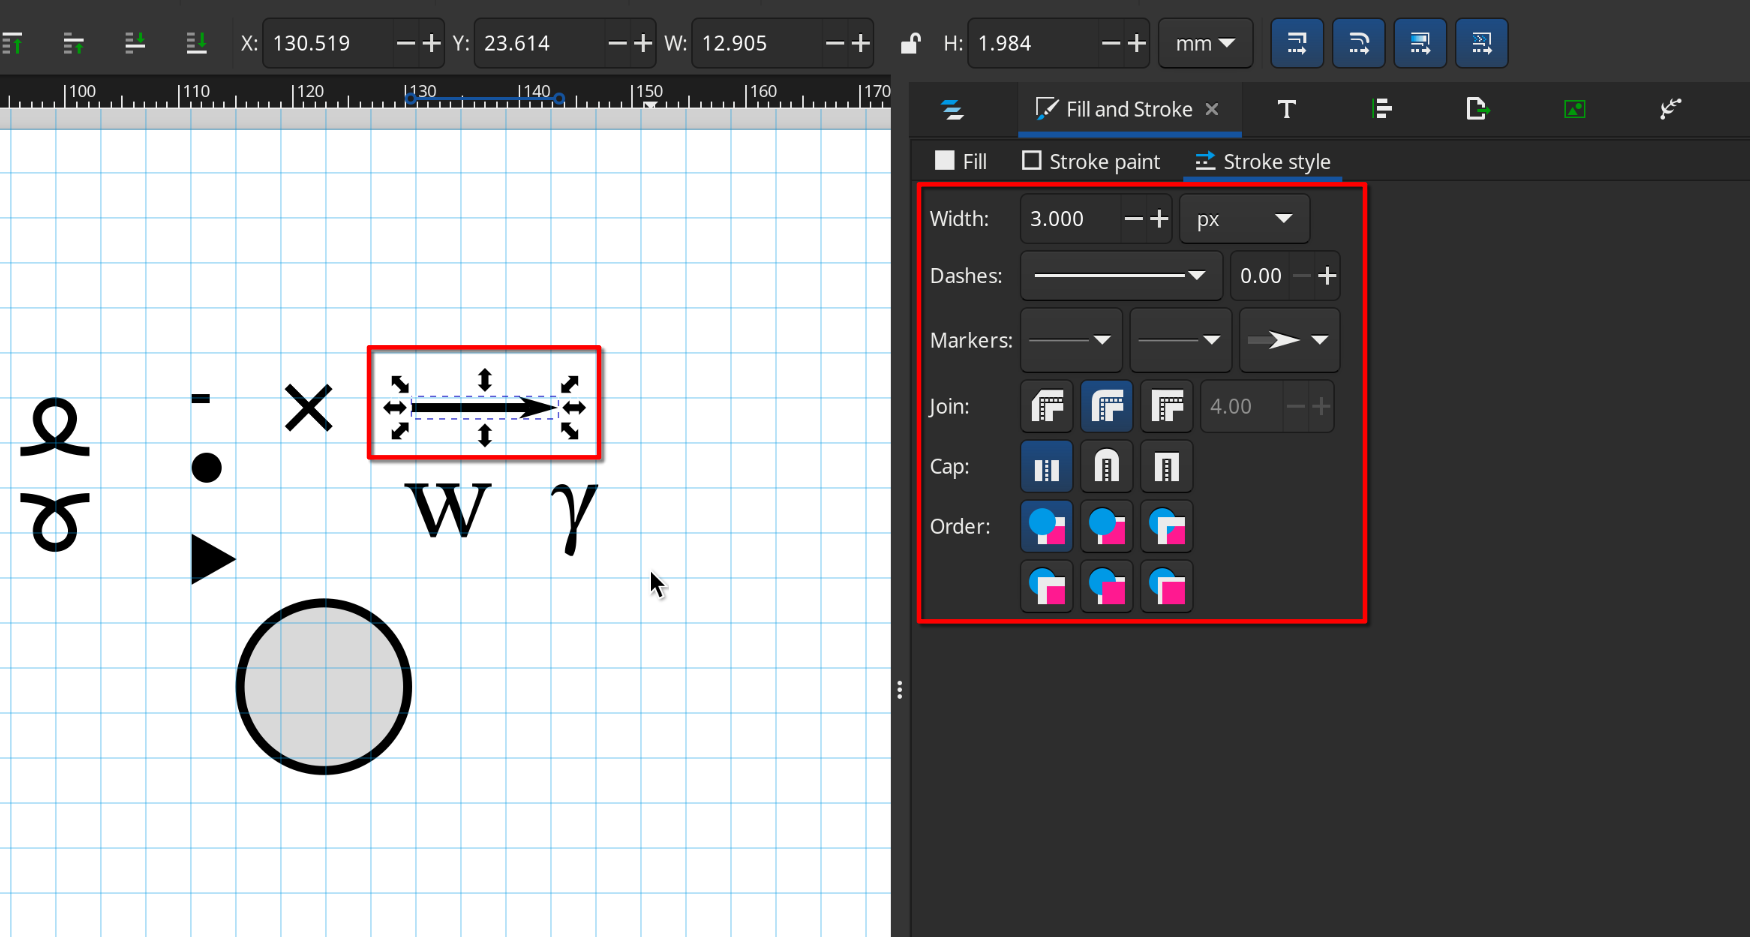 X: 130.519 Y: 23.614 W: 12.905 H: 1.984 mm
100 110 120 130 140 150 160 170
Fill and Stroke
Fill Stroke paint Stroke style
Width: 3.000 px
Dashes: 0.00
Markers:
Join: 4.00
Cap:
Order:
w γ